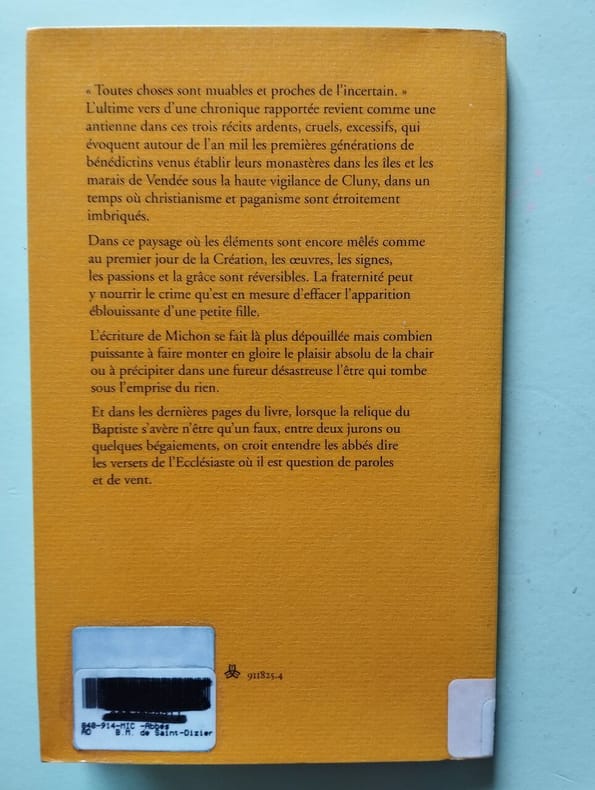 « Toutes choses sont muables et proches de l'incertain. »
L'ultime vers d'une chronique rapportée revient comme une
antienne dans ces trois récits ardents, cruels, excessifs, qui
évoquent autour de l'an mil les premières générations de
bénédictins venus établir leurs monastères dans les îles et les
marais de Vendée sous la haute vigilance de Cluny, dans un
temps où christianisme et paganisme sont étroitement
imbriqués.
Dans ce paysage où les éléments sont encore mêlés comme
au premier jour de la Création, les œuvres, les signes,
les passions et la grâce sont réversibles. La fraternité peut
y nourrir le crime qu'est en mesure d'effacer l'apparition
éblouissante d'une petite fille.
L'écriture de Michon se fait là plus dépouillée mais combien
puissante à faire monter en gloire le plaisir absolu de la chair
ou à précipiter dans une fureur désastreuse l'être qui tombe
sous l'emprise du rien.
Et dans les dernières pages du livre, lorsque la relique du
Baptiste s'avère n'être qu'un faux, entre deux jurons ou
quelques bégaiements, on croit entendre les abbés dire
les versets de l'Ecclésiaste où il est question de paroles
et de vent.
911825.4
840-914-MIC -Abbés
AD B.M. de Saint-Dizier